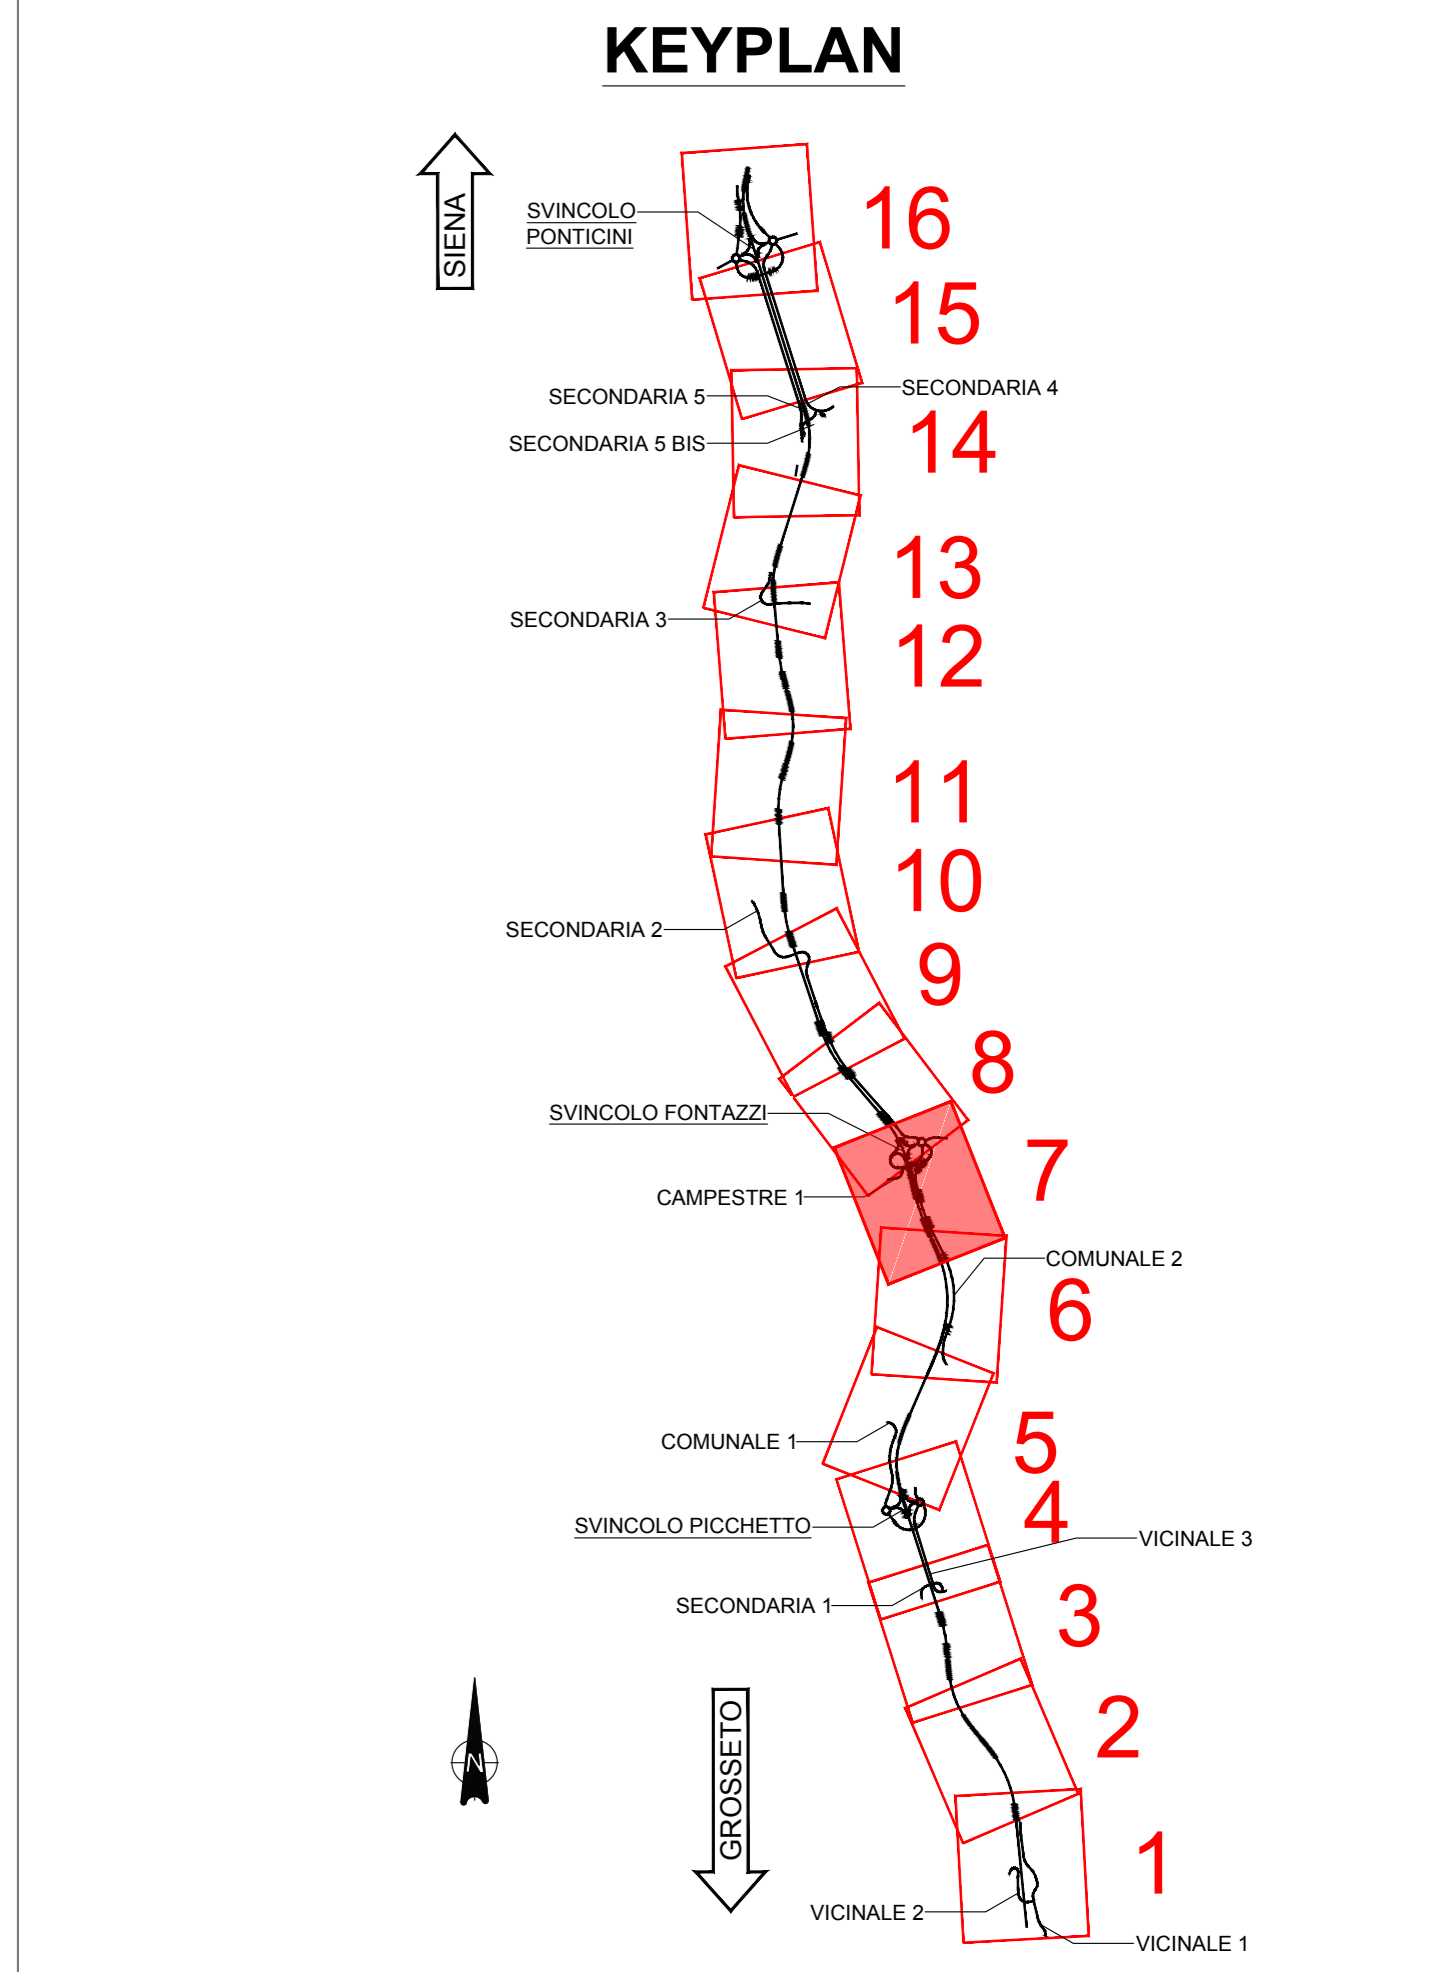 KEYPLAN
SIENA
SVINCOLO
PONTICINI
16
15
SECONDARIA 5
SECONDARIA 4
14
SECONDARIA 5 BIS
13
SECONDARIA 3
12
11
10
SECONDARIA 2
9
8
SVINCOLO FONTAZZI
7
CAMPESTRE 1
COMUNALE 2
6
COMUNALE 1
5
4
SVINCOLO PICCHETTO
VICINALE 3
SECONDARIA 1
3
2
N
GROSSETO
1
VICINALE 2
VICINALE 1